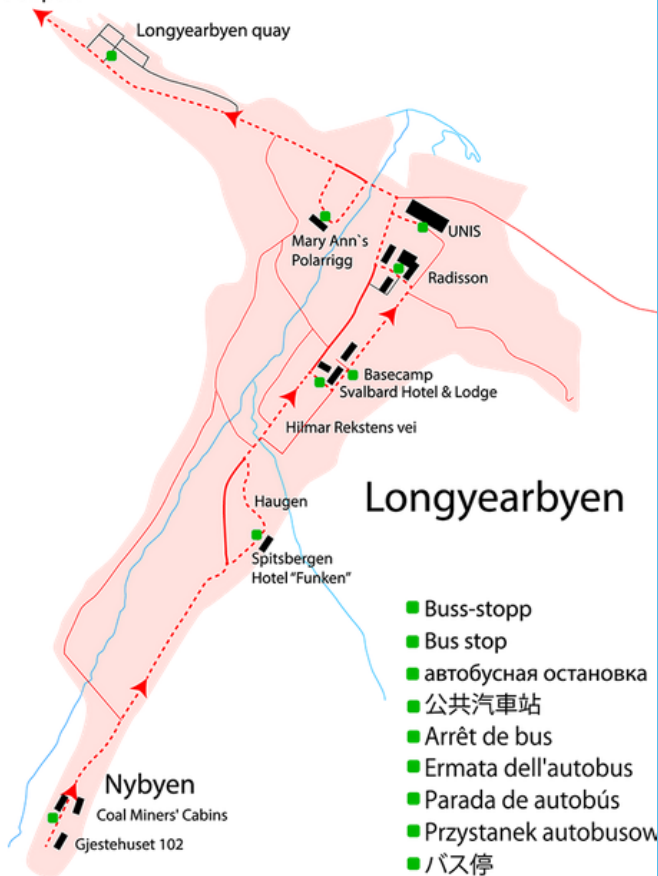 Longyearbyen quay
UNIS
Mary Ann`s
Polarrigg
Radisson
Basecamp
Svalbard Hotel & Lodge
Hilmar Rekstens vei
Longyearbyen
Haugen
Spitsbergen
Hotel "Funken"
Buss-stopp
Bus stop
автобусная остановка
公共汽車站
Arrêt de bus
Ermata dell'autobus
Parada de autobús
Przystanek autobusow
バス停
Nybyen
Coal Miners' Cabins
Gjestehuset 102